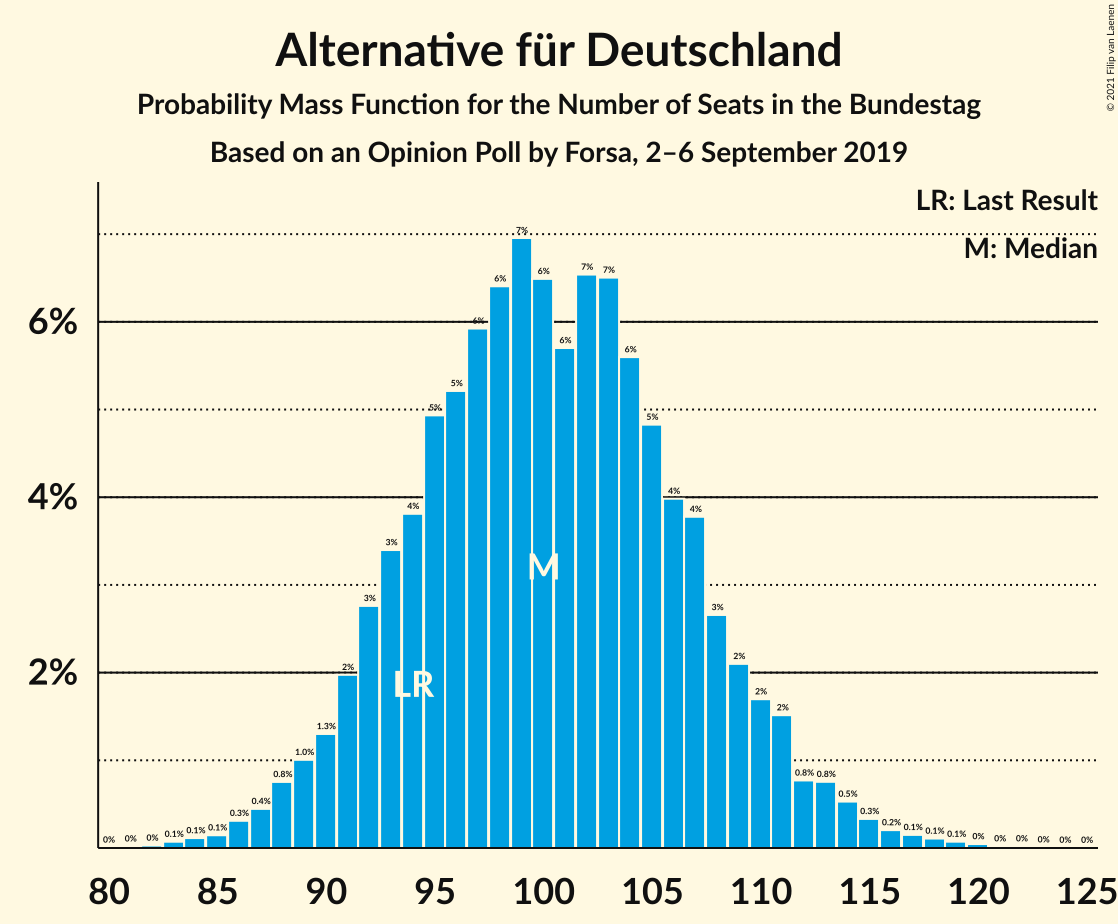 Alternative für Deutschland
Probability Mass Function for the Number of Seats in the Bundestag
Based on an Opinion Poll by Forsa, 2–6 September 2019
© 2021 Filip van Laenen
LR: Last Result
M: Median
6%
4%
2%
0% 0% 0% 0.1% 0.1% 0.1% 0.3% 0.4% 0.8% 1.0% 1.3% 2% 3% 3% 4% 5% 5% 6% 6% 7% 6% 6% 7% 7% 6% 5% 4% 4% 3% 2% 2% 2% 0.8% 0.8% 0.5% 0.3% 0.2% 0.1% 0.1% 0.1% 0% 0% 0% 0% 0% 0%
M
LR
80 85 90 95 100 105 110 115 120 125